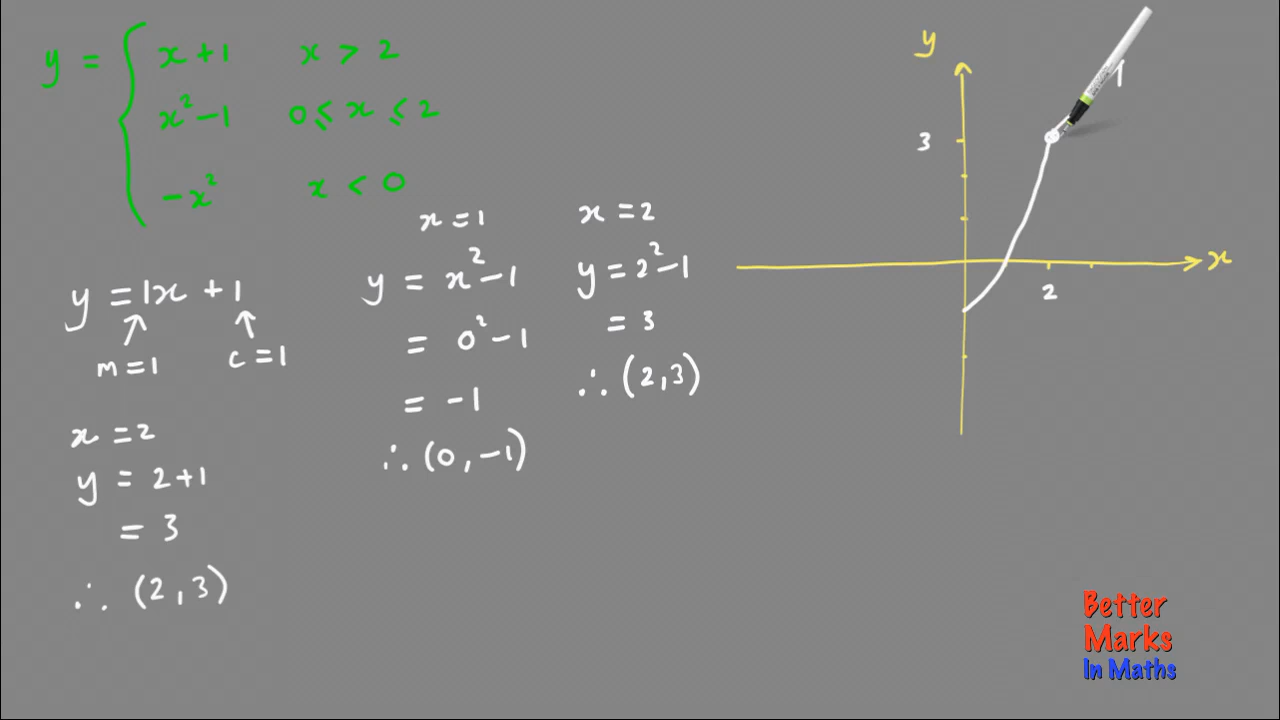 y = { x + 1 x > 2
x² − 1 0 ≤ x ≤ 2
−x² x < 0
y = 1x + 1
m = 1 c = 1
x = 2
y = 2 + 1
= 3
∴ (2, 3)
x = 1
y = x² − 1
= 0² − 1
= −1
∴ (0, −1)
x = 2
y = 2² − 1
= 3
∴ (2, 3)
y
3
2
x
Better
Marks
In Maths